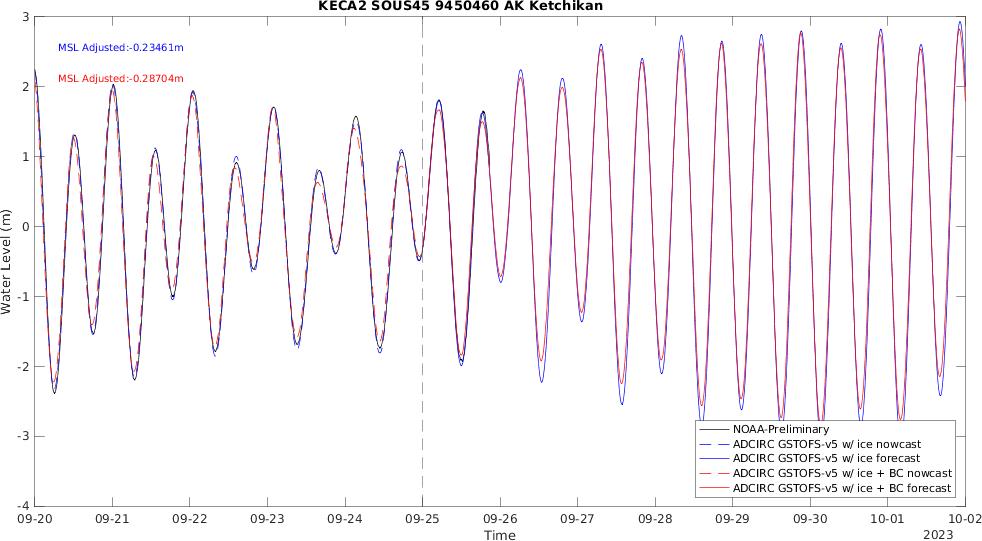 KECA2 SOUS45 9450460 AK Ketchikan
MSL Adjusted:-0.23461m
MSL Adjusted:-0.28704m
Water Level (m)
3
2
1
0
-1
-2
-3
-4
NOAA-Preliminary
ADCIRC GSTOFS-v5 w/ ice nowcast
ADCIRC GSTOFS-v5 w/ ice forecast
ADCIRC GSTOFS-v5 w/ ice + BC nowcast
ADCIRC GSTOFS-v5 w/ ice + BC forecast
09-20 09-21 09-22 09-23 09-24 09-25 09-26 09-27 09-28 09-29 09-30 10-01 10-02
Time
2023